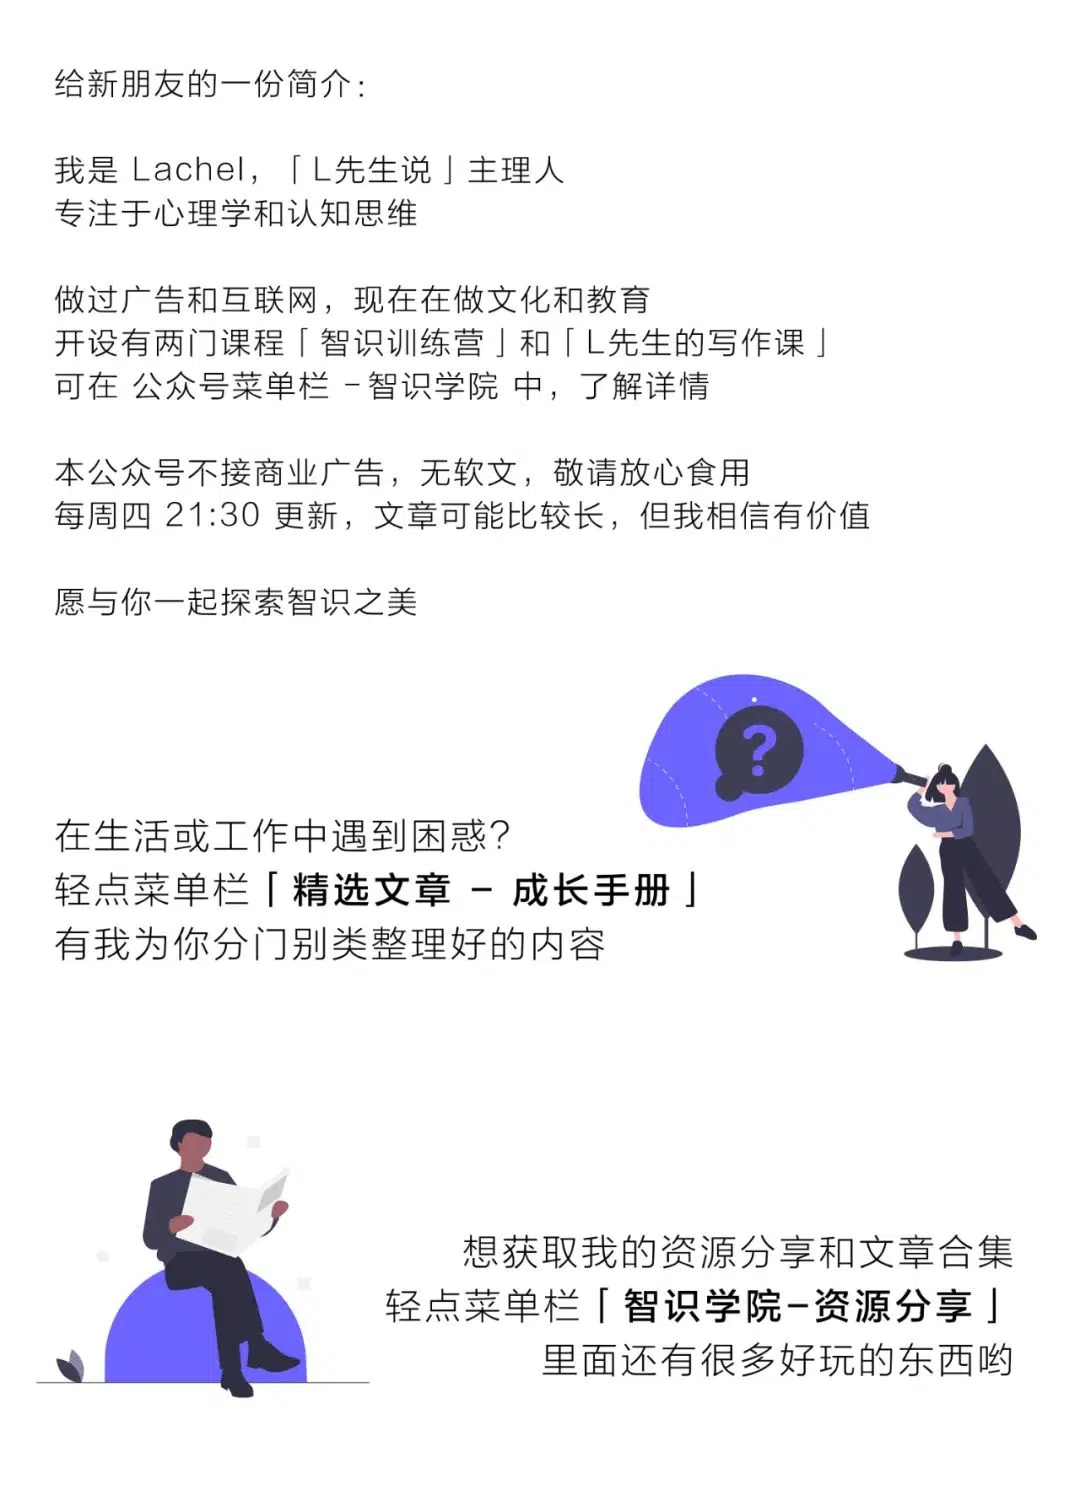 给新朋友的一份简介：
我是 Lachel，「L先生说」主理人
专注于心理学和认知思维
做过广告和互联网，现在在做文化和教育
开设有两门课程「智识训练营」和「L先生的写作课」
可在 公众号菜单栏 - 智识学院 中，了解详情
本公众号不接商业广告，无软文，敬请放心食用
每周四 21:30 更新，文章可能比较长，但我相信有价值
愿与你一起探索智识之美
?
在生活或工作中遇到困惑？
轻点菜单栏「精选文章 - 成长手册」
有我为你分门别类整理好的内容
想获取我的资源分享和文章合集
轻点菜单栏「智识学院-资源分享」
里面还有很多好玩的东西哟